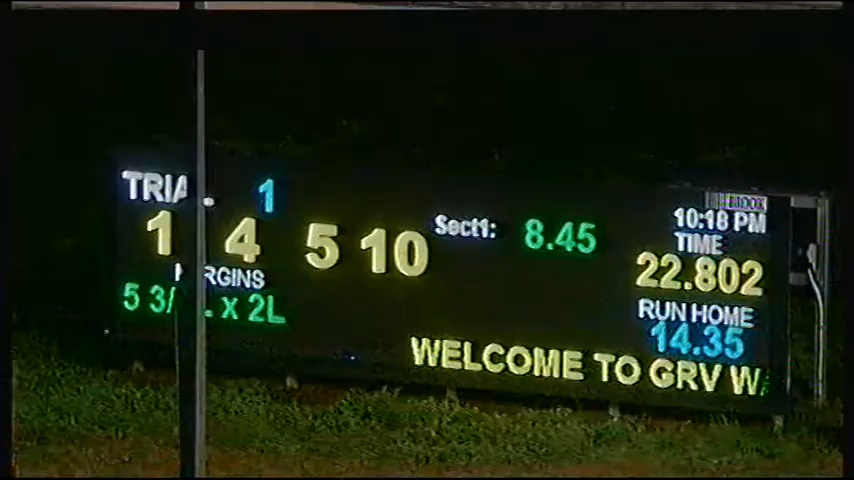 TRIA 1
1 4 5 10
Sect1: 8.45
MARGINS
5 3/ L x 2L
10:18 PM
TIME
22.802
RUN HOME
14.35
WELCOME TO GRV W